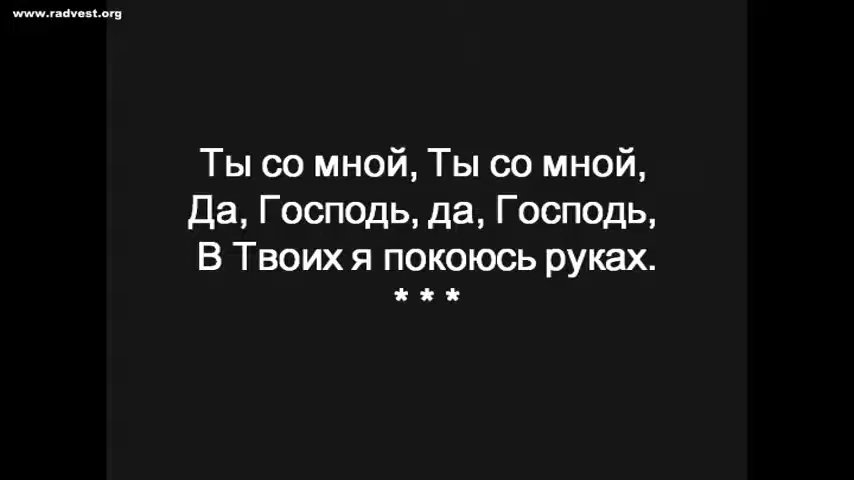 www.radvest.org
Ты со мной, Ты со мной,
Да, Господь, да, Господь,
В Твоих я покоюсь руках.
* * *